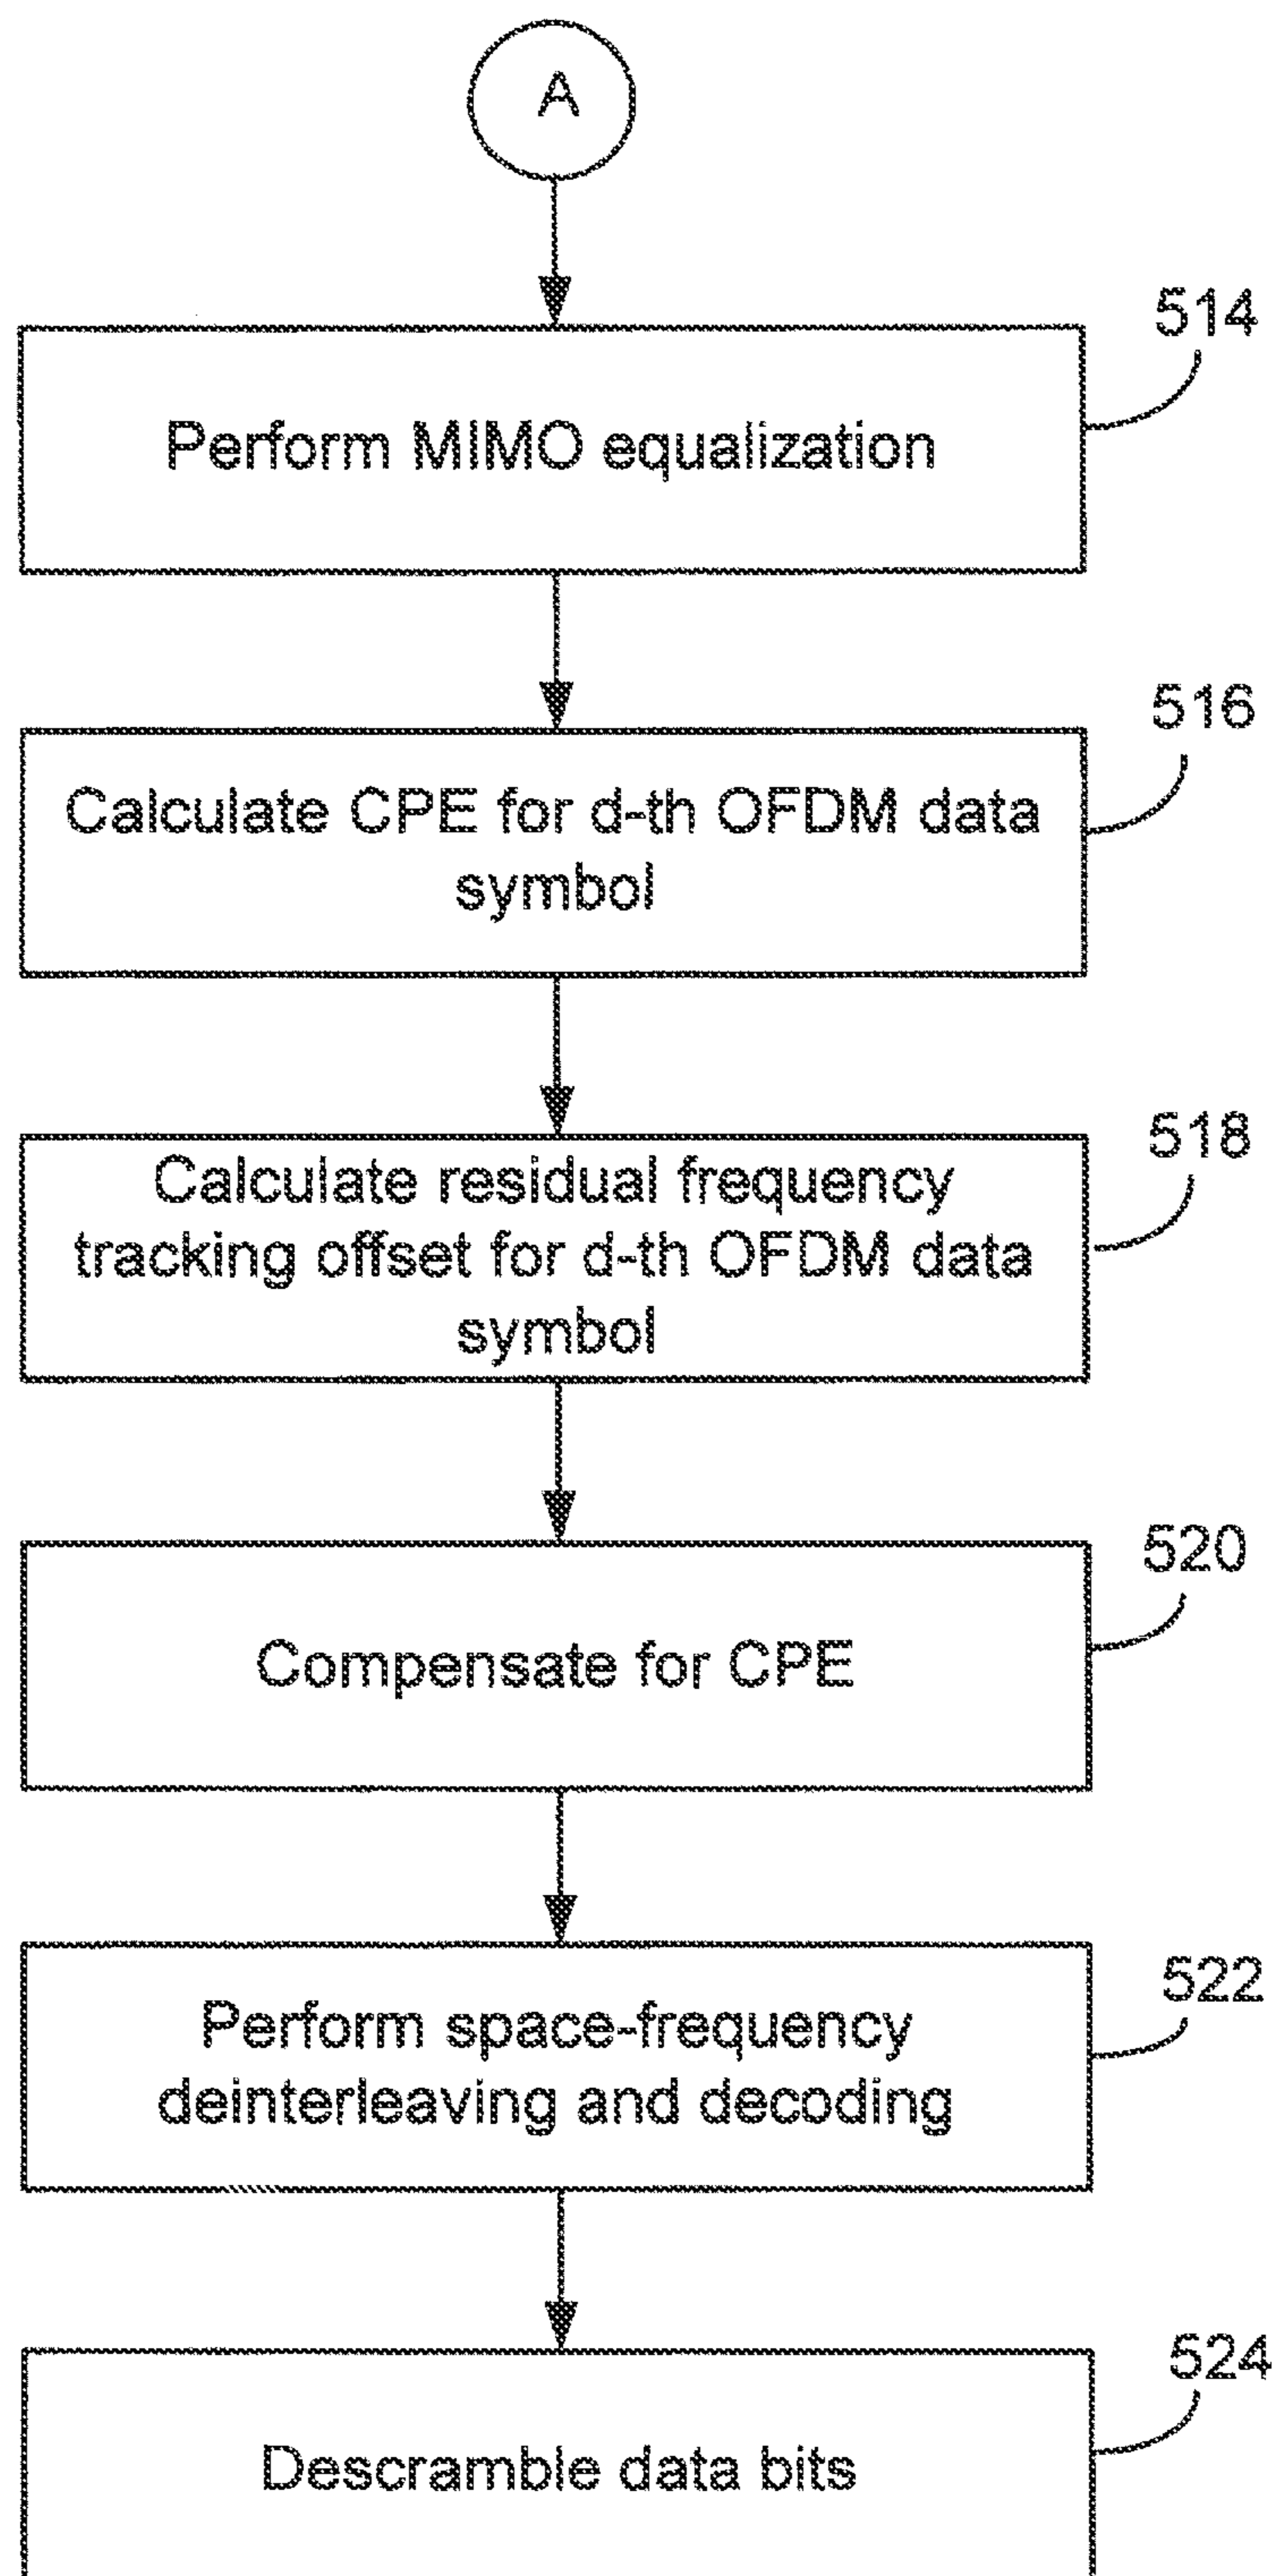 A
514
Perform MIMO equalization
516
Calculate CPE for d-th OFDM data
symbol
518
Calculate residual frequency
tracking offset for d-th OFDM data
symbol
520
Compensate for CPE
522
Perform space-frequency
deinterleaving and decoding
524
Descramble data bits